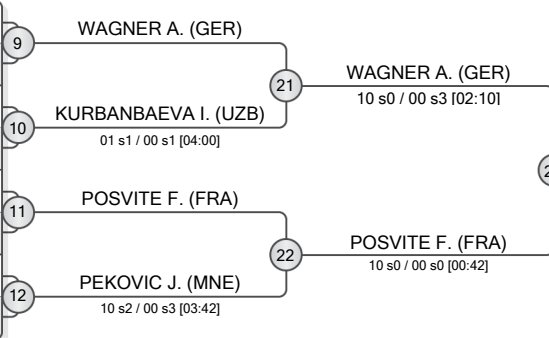 9
WAGNER A. (GER)
21
WAGNER A. (GER)
10 s0 / 00 s3 [02:10]
10
KURBANBAEVA I. (UZB)
01 s1 / 00 s1 [04:00]
11
POSVITE F. (FRA)
22
POSVITE F. (FRA)
10 s0 / 00 s0 [00:42]
12
PEKOVIC J. (MNE)
10 s2 / 00 s3 [03:42]